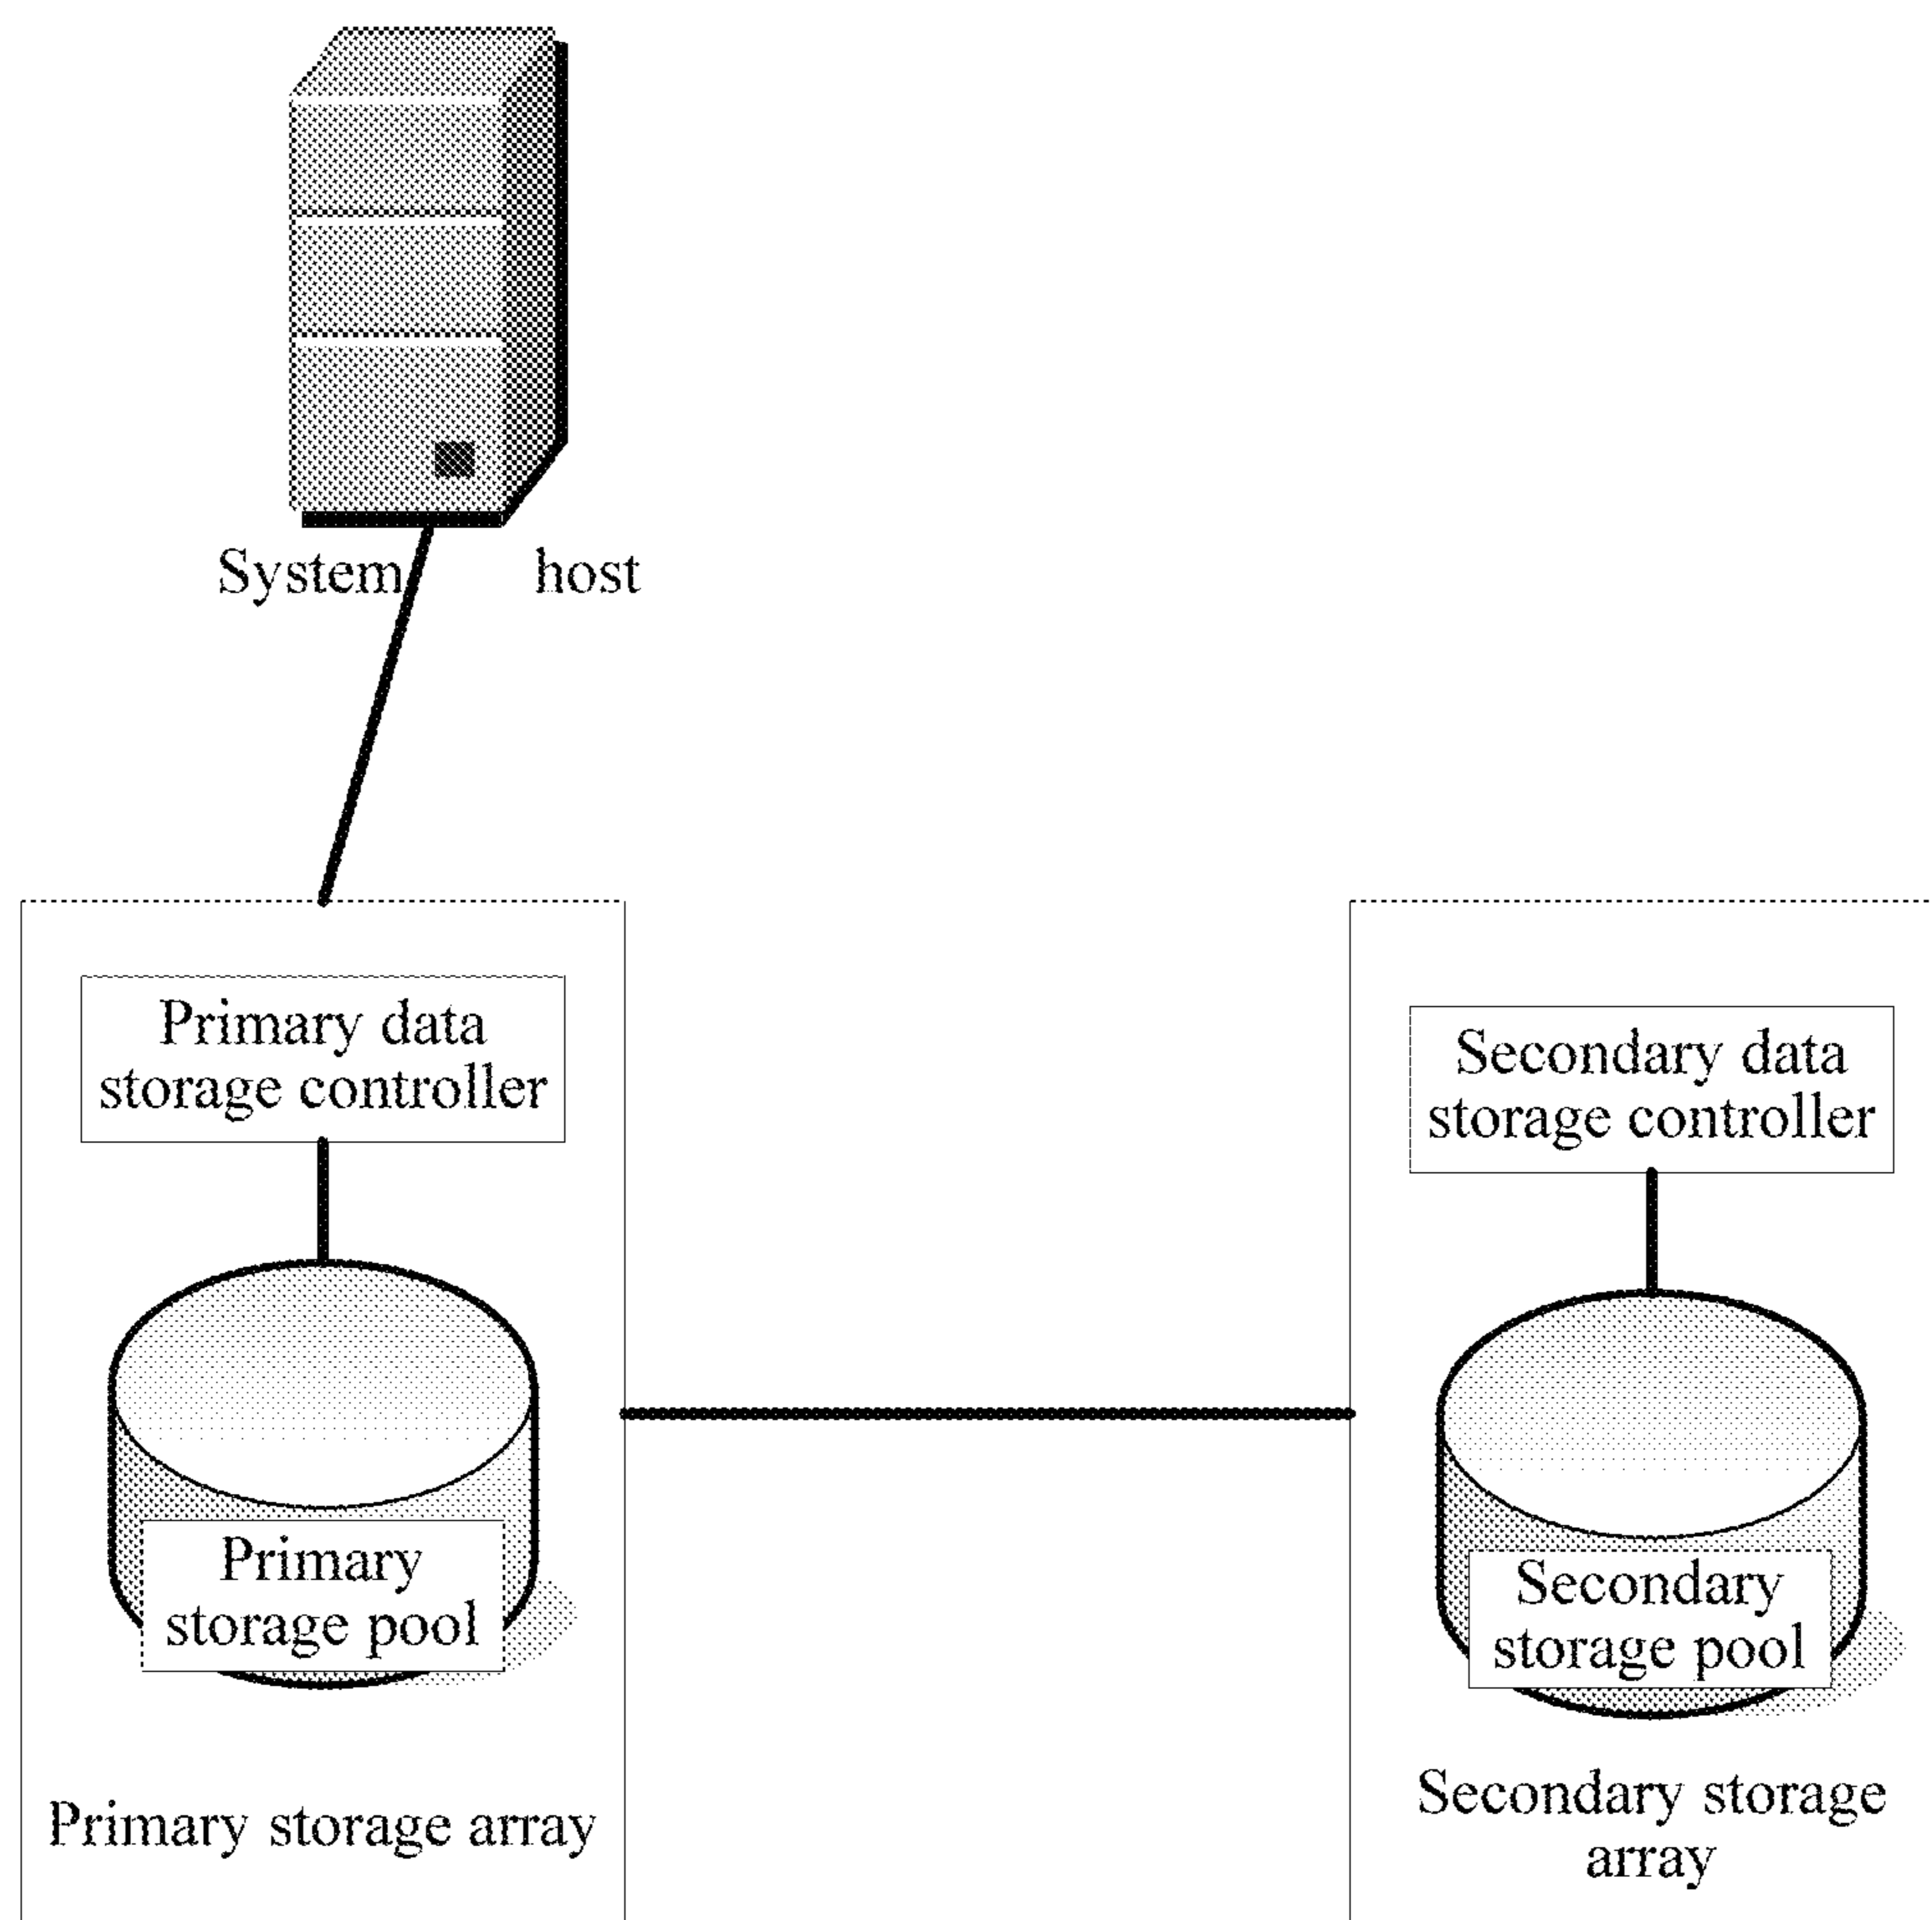 System host
Primary data
storage controller
Secondary data
storage controller
Primary
storage pool
Secondary
storage pool
Primary storage array
Secondary storage
array